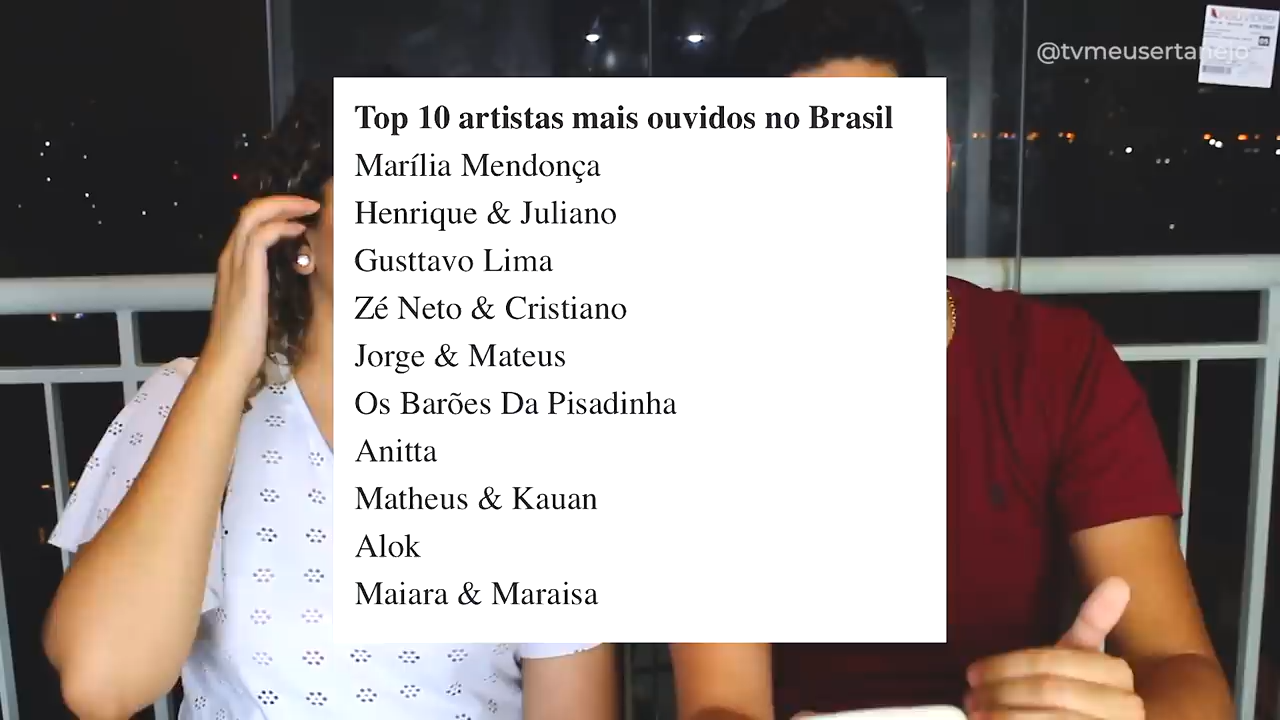 @tvmeusertanejo
Top 10 artistas mais ouvidos no Brasil
Marília Mendonça
Henrique & Juliano
Gusttavo Lima
Zé Neto & Cristiano
Jorge & Mateus
Os Barões Da Pisadinha
Anitta
Matheus & Kauan
Alok
Maiara & Maraisa